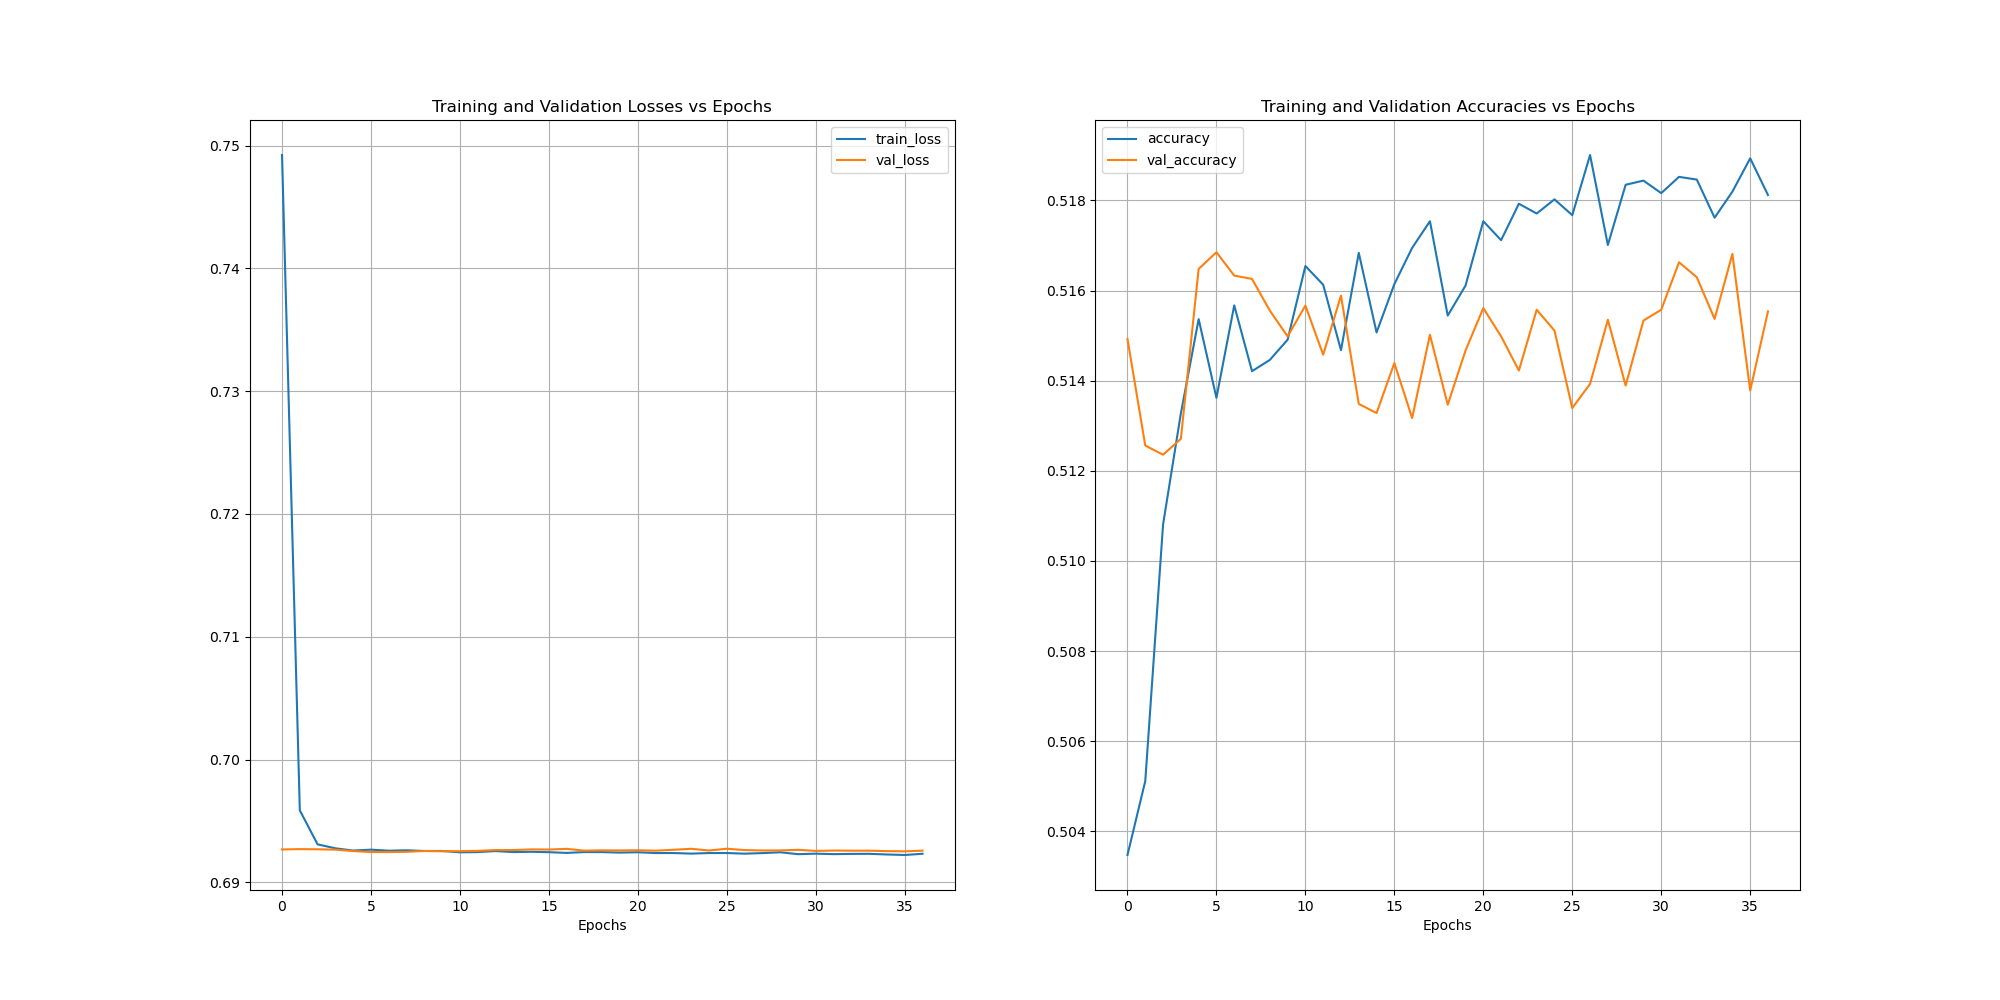 Training and Validation Losses vs Epochs
train_loss
val_loss
0.75
0.74
0.73
0.72
0.71
0.70
0.69
0 5 10 15 20 25 30 35
Epochs
Training and Validation Accuracies vs Epochs
accuracy
val_accuracy
0.518
0.516
0.514
0.512
0.510
0.508
0.506
0.504
0 5 10 15 20 25 30 35
Epochs